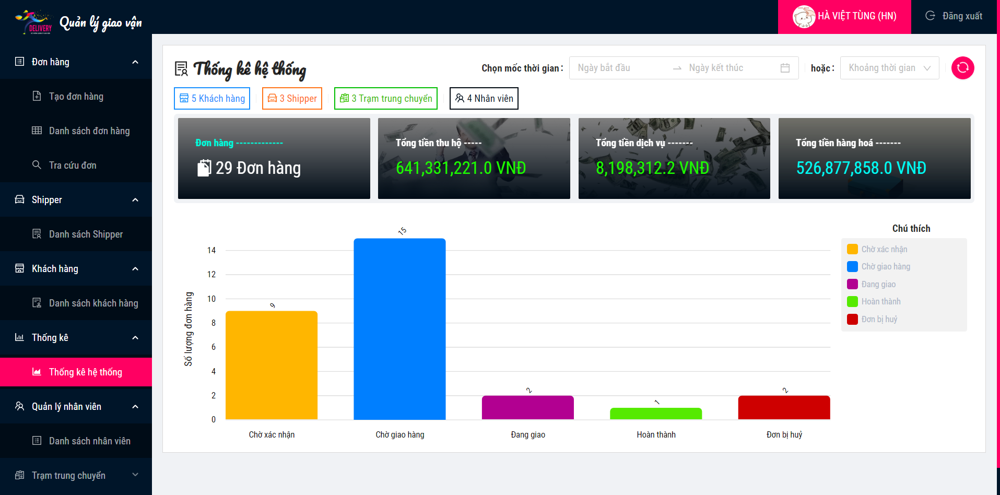 DELIVERY
Quản lý giao vận
HÀ VIỆT TÙNG (HN)
Đăng xuất
Đơn hàng
Tạo đơn hàng
Danh sách đơn hàng
Tra cứu đơn
Shipper
Danh sách Shipper
Khách hàng
Danh sách khách hàng
Thống kê
Thống kê hệ thống
Quản lý nhân viên
Danh sách nhân viên
Trạm trung chuyển
Thống kê hệ thống
Chọn mốc thời gian :
Ngày bắt đầu
Ngày kết thúc
hoặc :
Khoảng thời gian
5 Khách hàng
3 Shipper
3 Trạm trung chuyển
4 Nhân viên
Đơn hàng -------------
29 Đơn hàng
Tổng tiền thu hộ -----
641,331,221.0 VNĐ
Tổng tiền dịch vụ -------
8,198,312.2 VNĐ
Tổng tiền hàng hoá -------
526,877,858.0 VNĐ
Số lượng đơn hàng
14
12
10
8
6
4
2
0
9
15
2
1
2
Chờ xác nhận
Chờ giao hàng
Đang giao
Hoàn thành
Đơn bị huỷ
Chú thích
Chờ xác nhận
Chờ giao hàng
Đang giao
Hoàn thành
Đơn bị huỷ